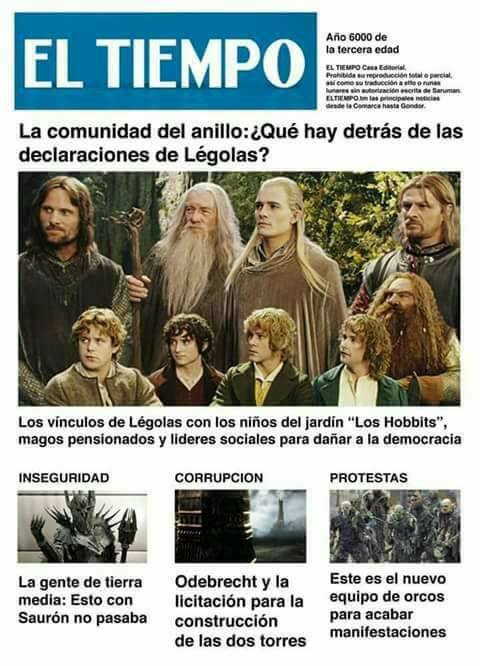 EL TIEMPO
Año 6000 de
la tercera edad
EL TIEMPO Casa Editorial.
Prohibida su reproducción total o parcial,
así como su traducción a elfo o runas
lunares sin autorización escrita de Saruman.
ELTIEMPO.tm las principales noticias
desde la Comarca hasta Gondor.
La comunidad del anillo:¿Qué hay detrás de las
declaraciones de Légolas?
Los vínculos de Légolas con los niños del jardín “Los Hobbits”,
magos pensionados y lideres sociales para dañar a la democracia
INSEGURIDAD
La gente de tierra
media: Esto con
Saurón no pasaba
CORRUPCION
Odebrecht y la
licitación para la
construcción
de las dos torres
PROTESTAS
Este es el nuevo
equipo de orcos
para acabar
manifestaciones